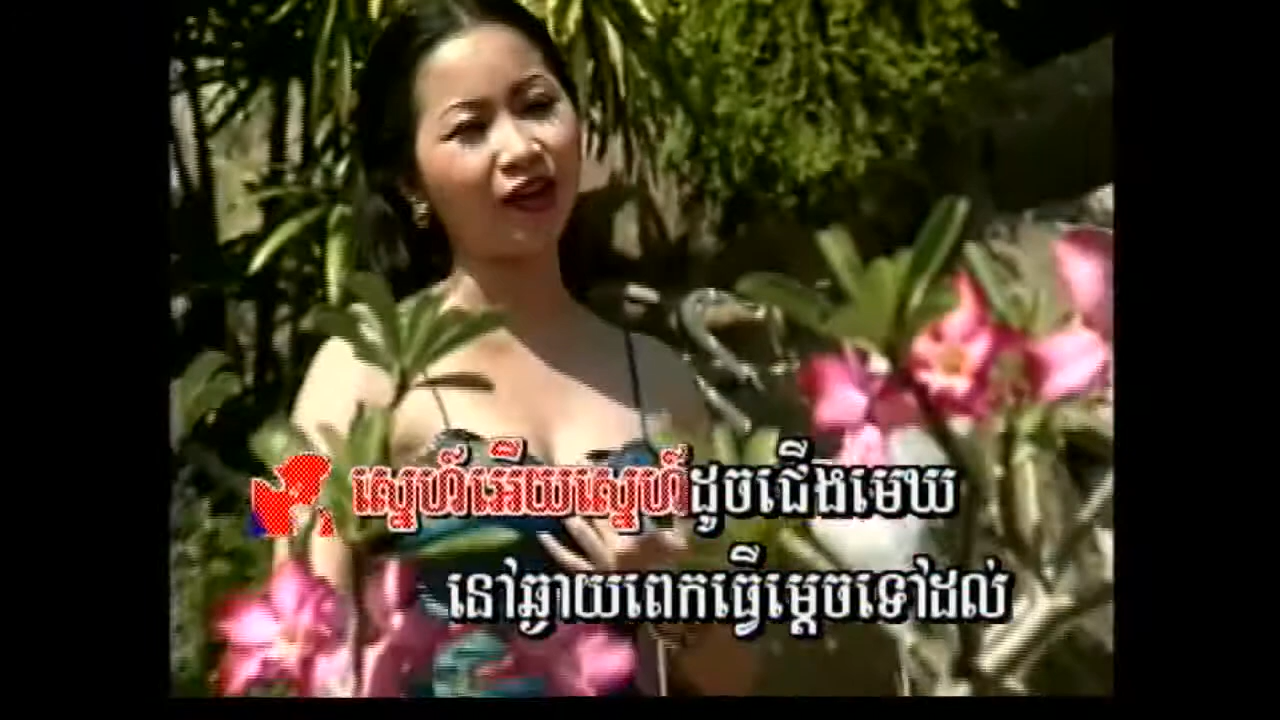 ស្នេហ៍អើយស្នេហ៍ដូចជើងមេឃ
នៅឆ្ងាយពេកធ្វើម្ដេចទៅដល់